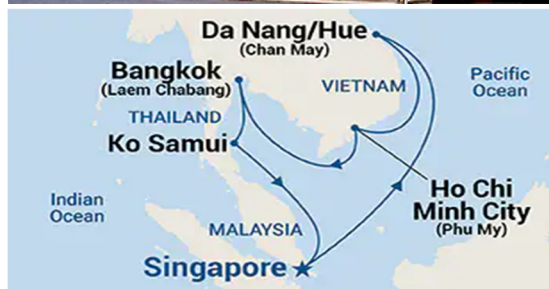 Da Nang/Hue
(Chan May)
Bangkok
(Laem Chabang)
VIETNAM
Pacific
Ocean
THAILAND
Ko Samui
Indian
Ocean
Ho Chi
Minh City
(Phu My)
MALAYSIA
Singapore